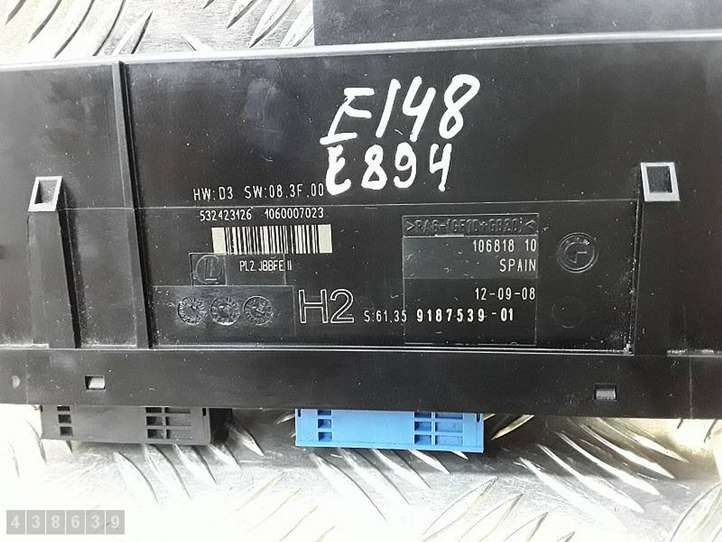 E148
E894
HW:D3 SW:08.3F.00
532423126 1060007023
106818 10
SPAIN
PL2 JBBFE II
12-09-08
H2
S:61.35 9187539-01
438639